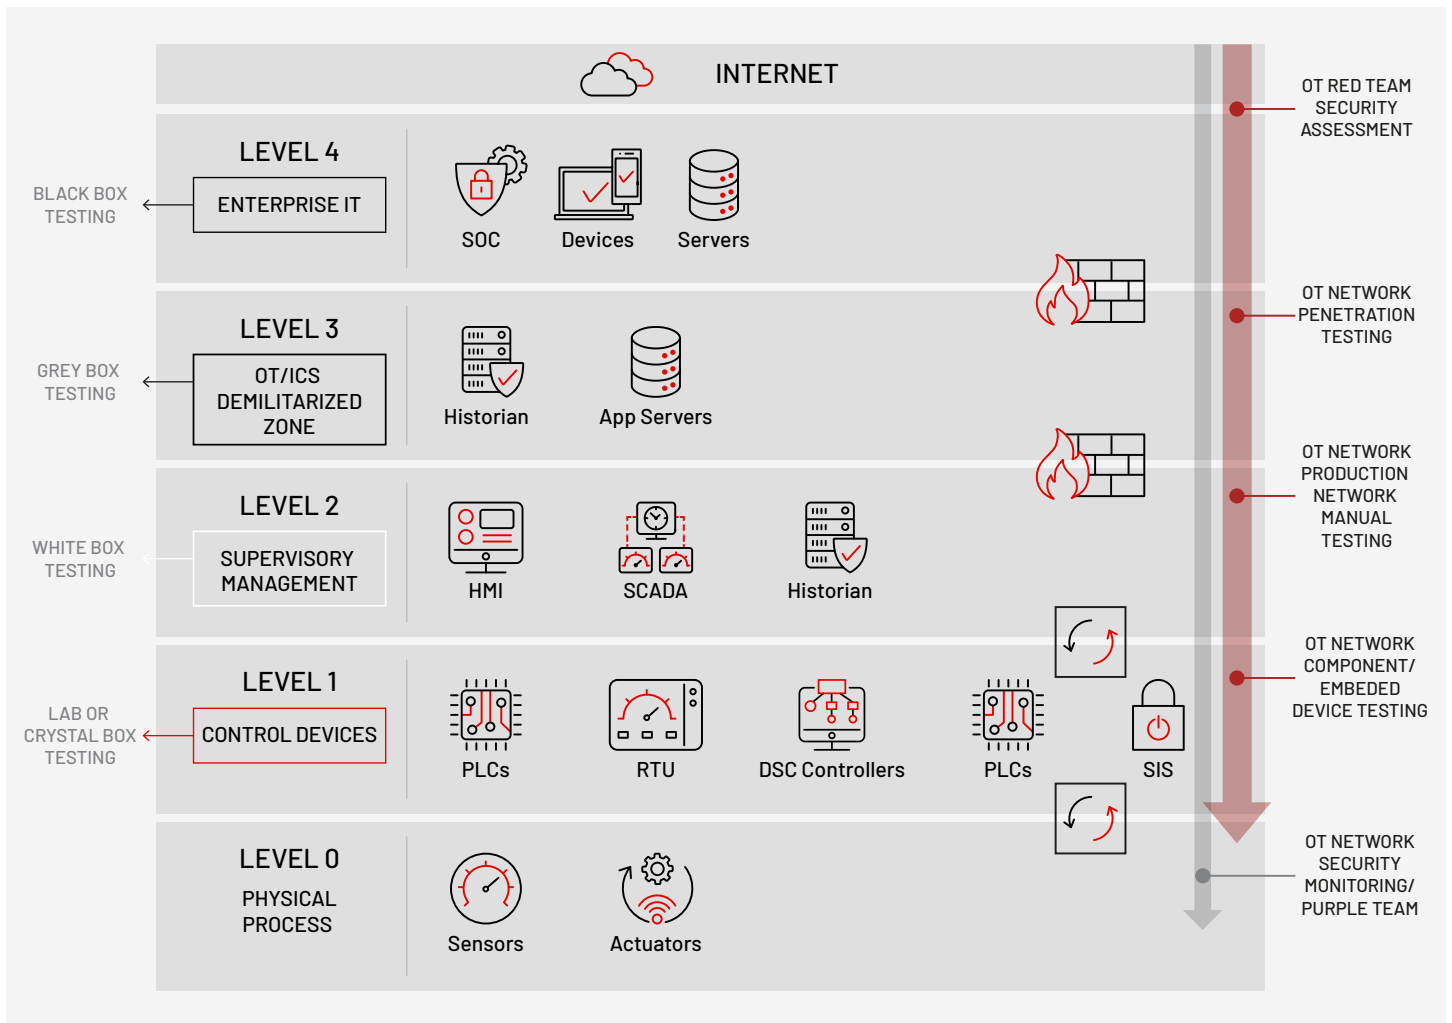 INTERNET
OT RED TEAM
SECURITY
ASSESSMENT
LEVEL 4
ENTERPRISE IT
BLACK BOX
TESTING
SOC
Devices
Servers
OT NETWORK
PENETRATION
TESTING
LEVEL 3
OT/ICS
DEMILITARIZED
ZONE
GREY BOX
TESTING
Historian
App Servers
OT NETWORK
PRODUCTION
NETWORK
MANUAL
TESTING
LEVEL 2
SUPERVISORY
MANAGEMENT
WHITE BOX
TESTING
HMI
SCADA
Historian
OT NETWORK
COMPONENT/
EMBEDED
DEVICE TESTING
LEVEL 1
CONTROL DEVICES
LAB OR
CRYSTAL BOX
TESTING
PLCs
RTU
DSC Controllers
PLCs
SIS
OT NETWORK
SECURITY
MONITORING/
PURPLE TEAM
LEVEL 0
PHYSICAL
PROCESS
Sensors
Actuators